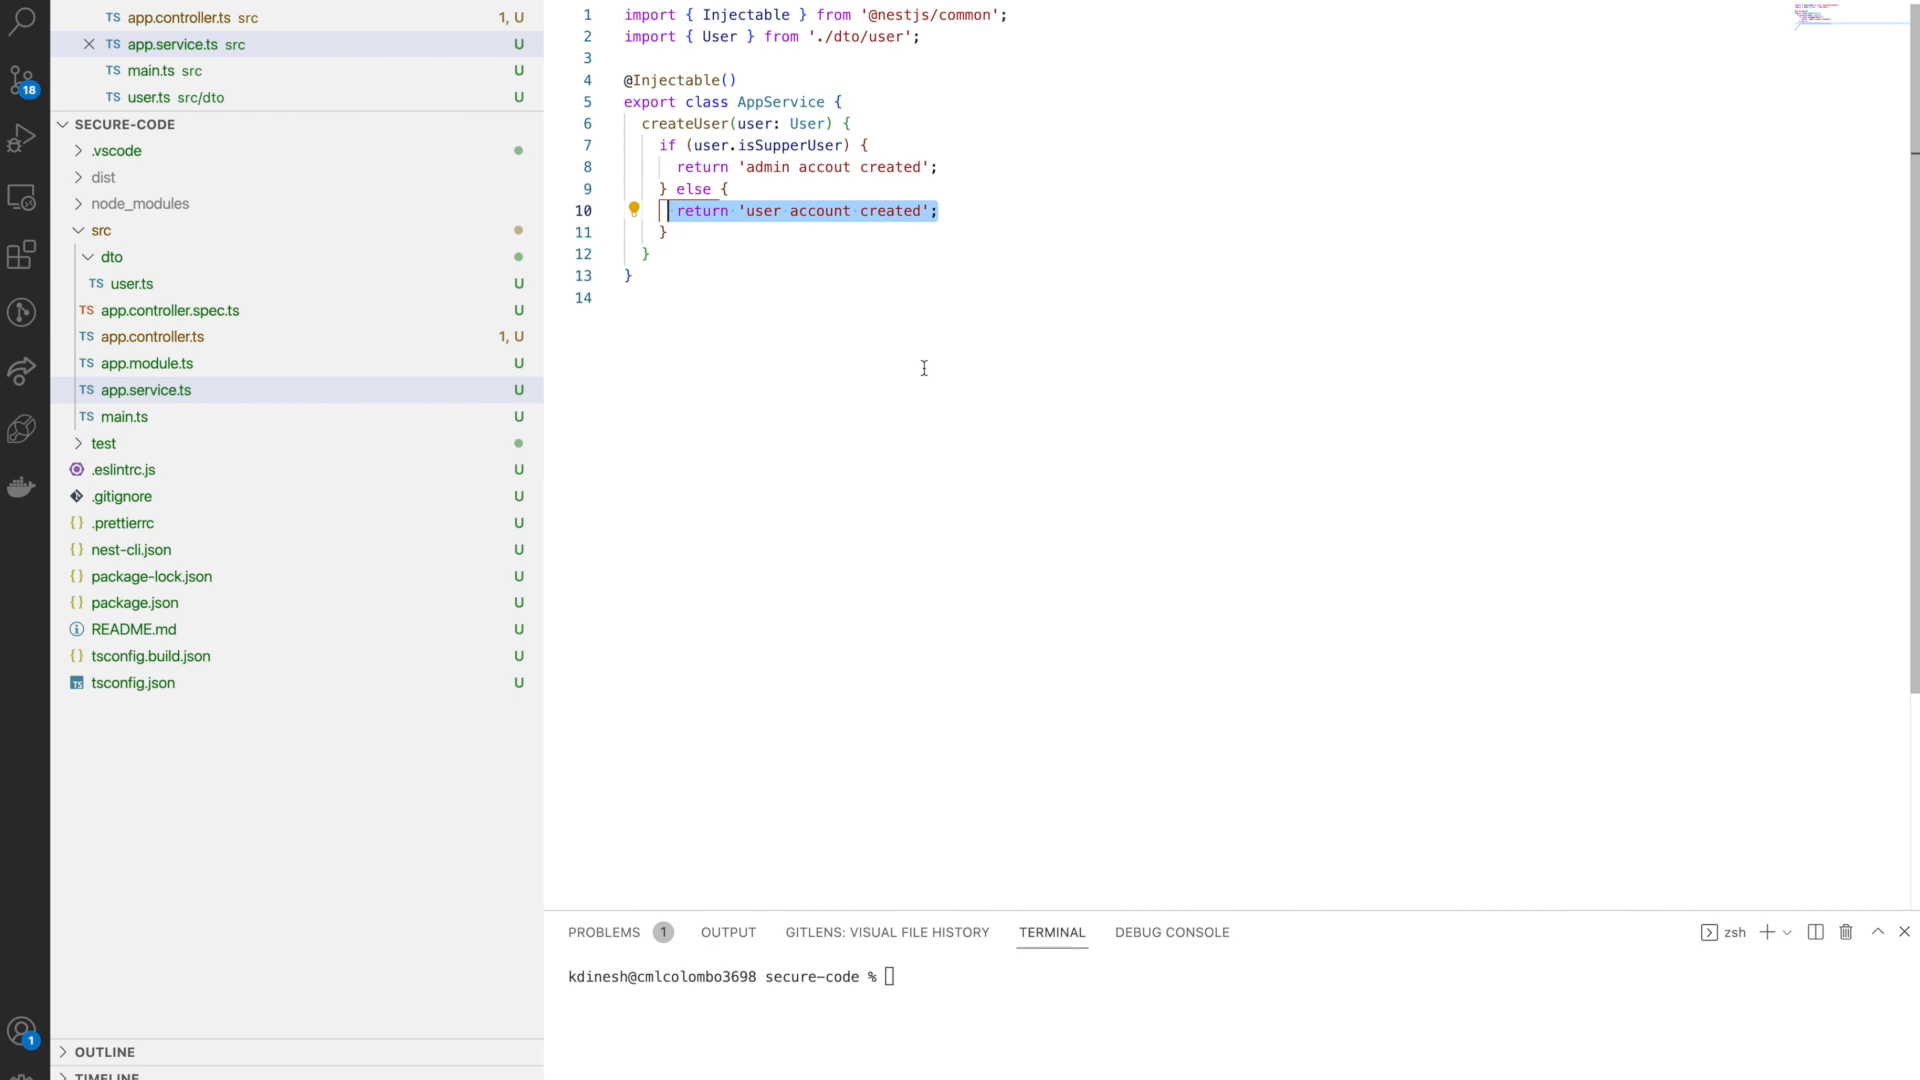 TS app.controller.ts src 1, U
TS app.service.ts src U
TS main.ts src U
TS user.ts src/dto U
SECURE-CODE
.vscode
dist
node_modules
src
dto
TS user.ts U
TS app.controller.spec.ts U
TS app.controller.ts 1, U
TS app.module.ts U
TS app.service.ts U
TS main.ts U
test
.eslintrc.js U
.gitignore U
{} .prettierrc U
{} nest-cli.json U
{} package-lock.json U
{} package.json U
README.md U
{} tsconfig.build.json U
TS tsconfig.json U
OUTLINE
TIMELINE
18
1
1 import { Injectable } from '@nestjs/common';
2 import { User } from './dto/user';
3
4 @Injectable()
5 export class AppService {
6 createUser(user: User) {
7 if (user.isSupperUser) {
8 return 'admin accout created';
9 } else {
10 return 'user account created';
11 }
12 }
13 }
14
PROBLEMS 1 OUTPUT GITLENS: VISUAL FILE HISTORY TERMINAL DEBUG CONSOLE zsh
kdinesh@cmlcolombo3698 secure-code %